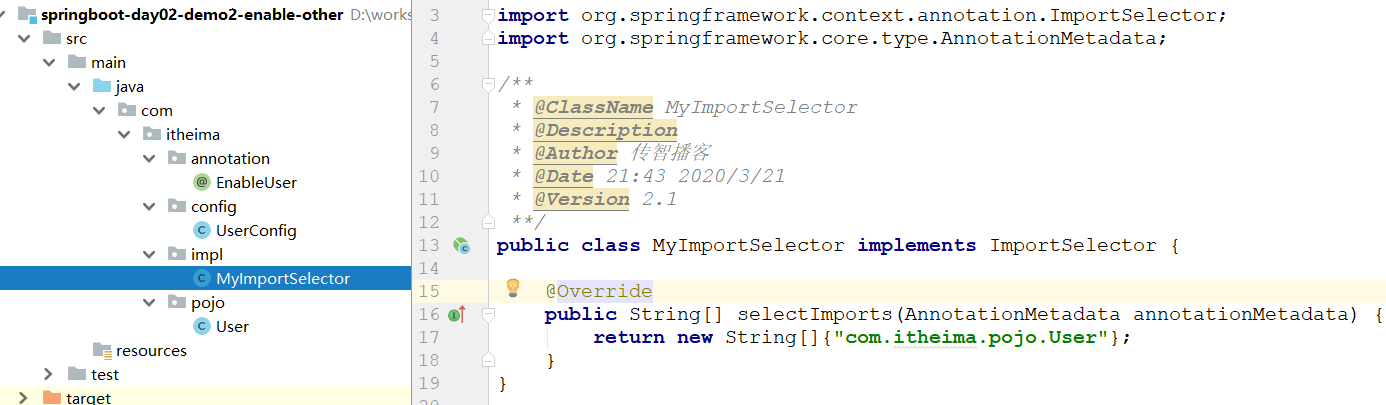 springboot-day02-demo2-enable-other D:\works
src
main
java
com
itheima
annotation
@ EnableUser
config
C UserConfig
impl
C MyImportSelector
pojo
C User
resources
test
target
3 import org.springframework.context.annotation.ImportSelector;
4 import org.springframework.core.type.AnnotationMetadata;
5
6 /**
7 * @ClassName MyImportSelector
8 * @Description
9 * @Author 传智播客
10 * @Date 21:43 2020/3/21
11 * @Version 2.1
12 **/
13 public class MyImportSelector implements ImportSelector {
14
15 @Override
16 public String[] selectImports(AnnotationMetadata annotationMetadata) {
17 return new String[]{"com.itheima.pojo.User"};
18 }
19 }